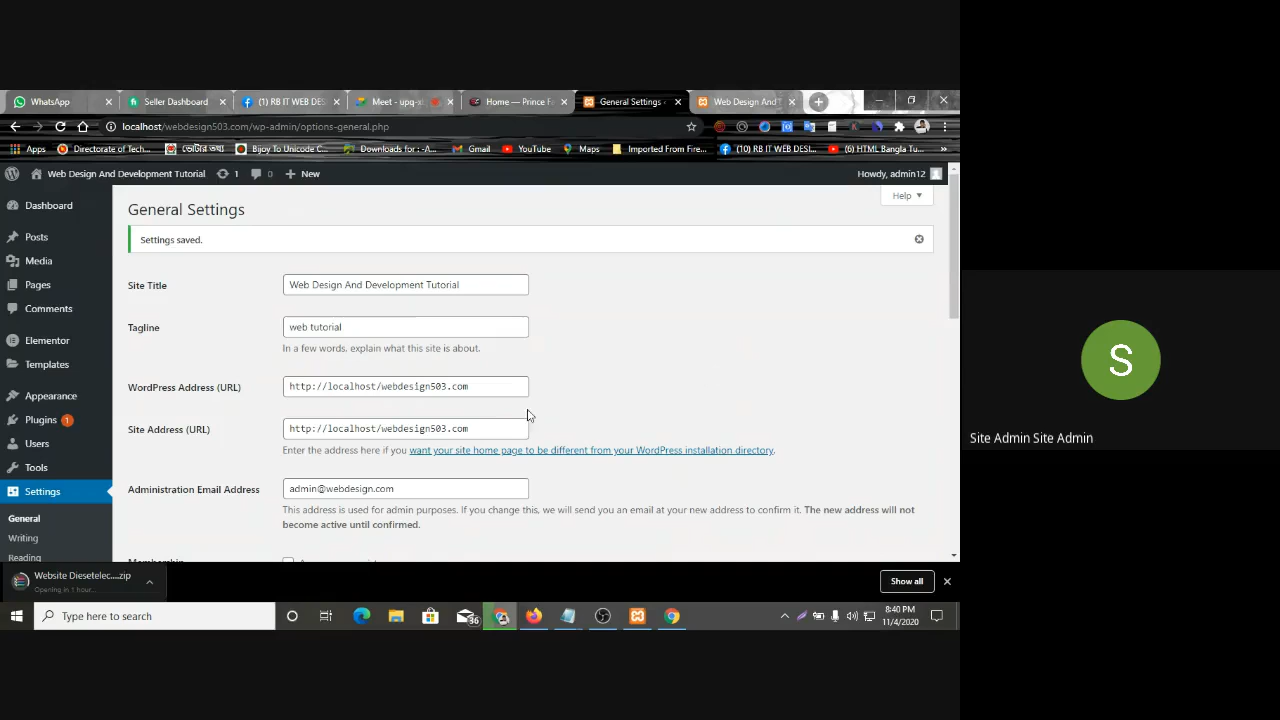 WhatsApp
Seller Dashboard
(1) RB IT WEB DES
Meet - upq-x
Home — Prince F
General Settings
Web Design And
localhost/webdesign503.com/wp-admin/options-general.php
Apps
Directorate of Tech...
Bijoy To Unicode C...
Downloads for : -A...
Gmail
YouTube
Maps
Imported From Fire...
(10) RB IT WEB DESI...
(6) HTML Bangla Tu...
»
Web Design And Development Tutorial
1
0
New
Howdy, admin12
Help
Dashboard
Posts
Media
Pages
Comments
Elementor
Templates
Appearance
Plugins 1
Users
Tools
Settings
General
Writing
Reading
General Settings
Settings saved.
Site Title
Web Design And Development Tutorial
Tagline
web tutorial
In a few words, explain what this site is about.
WordPress Address (URL)
http://localhost/webdesign503.com
Site Address (URL)
http://localhost/webdesign503.com
Enter the address here if you want your site home page to be different from your WordPress installation directory.
Administration Email Address
admin@webdesign.com
This address is used for admin purposes. If you change this, we will send you an email at your new address to confirm it. The new address will not
become active until confirmed.
Website Dieselelec....zip
Opening in 1 hour...
Show all
Type here to search
36
8:40 PM
11/4/2020
S
Site Admin Site Admin